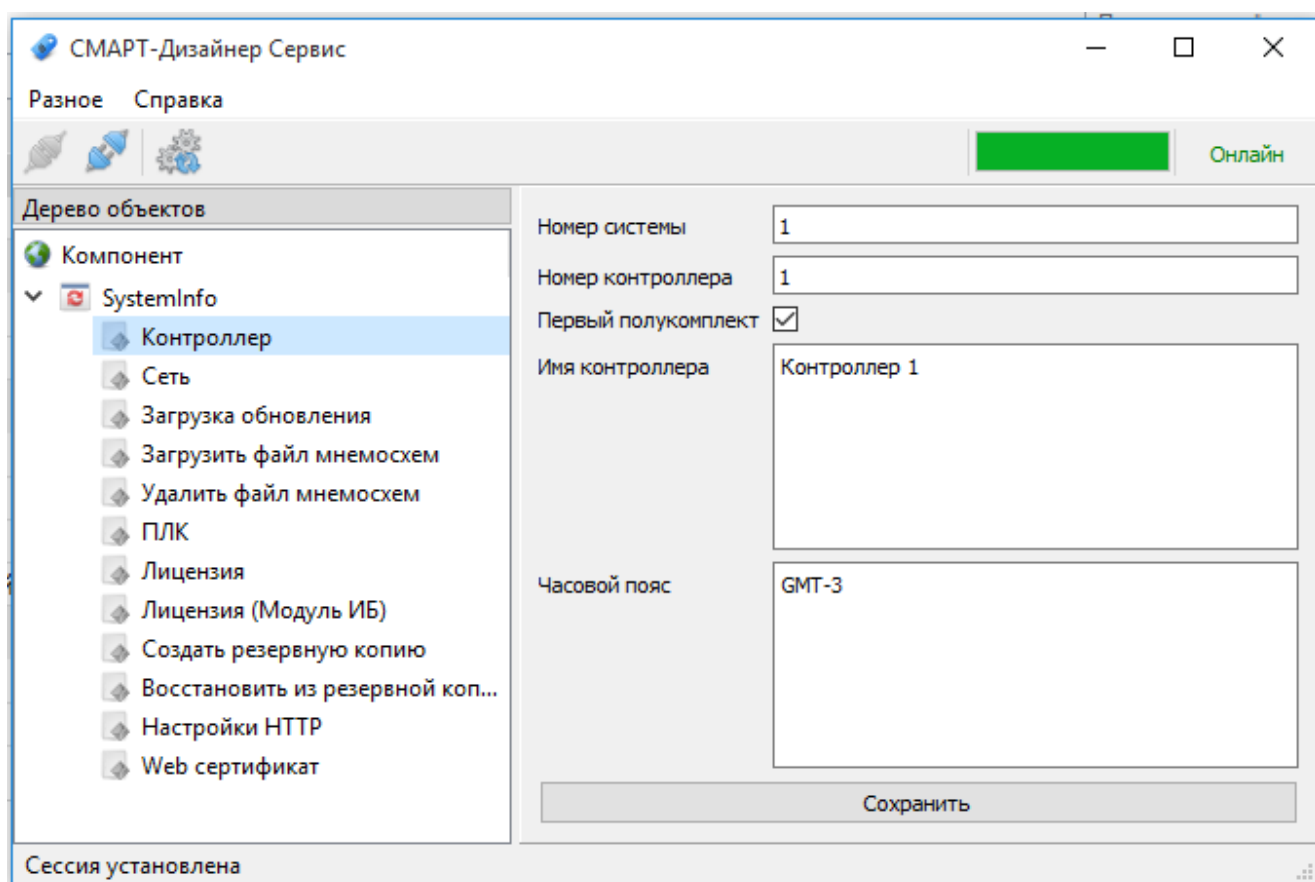 СМАРТ-Дизайнер Сервис
Разное Справка
Онлайн
Дерево объектов
Компонент
SystemInfo
Контроллер
Сеть
Загрузка обновления
Загрузить файл мнемосхем
Удалить файл мнемосхем
ПЛК
Лицензия
Лицензия (Модуль ИБ)
Создать резервную копию
Восстановить из резервной коп...
Настройки HTTP
Web сертификат
Номер системы 1
Номер контроллера 1
Первый полукомплект
Имя контроллера Контроллер 1
Часовой пояс GMT-3
Сохранить
Сессия установлена